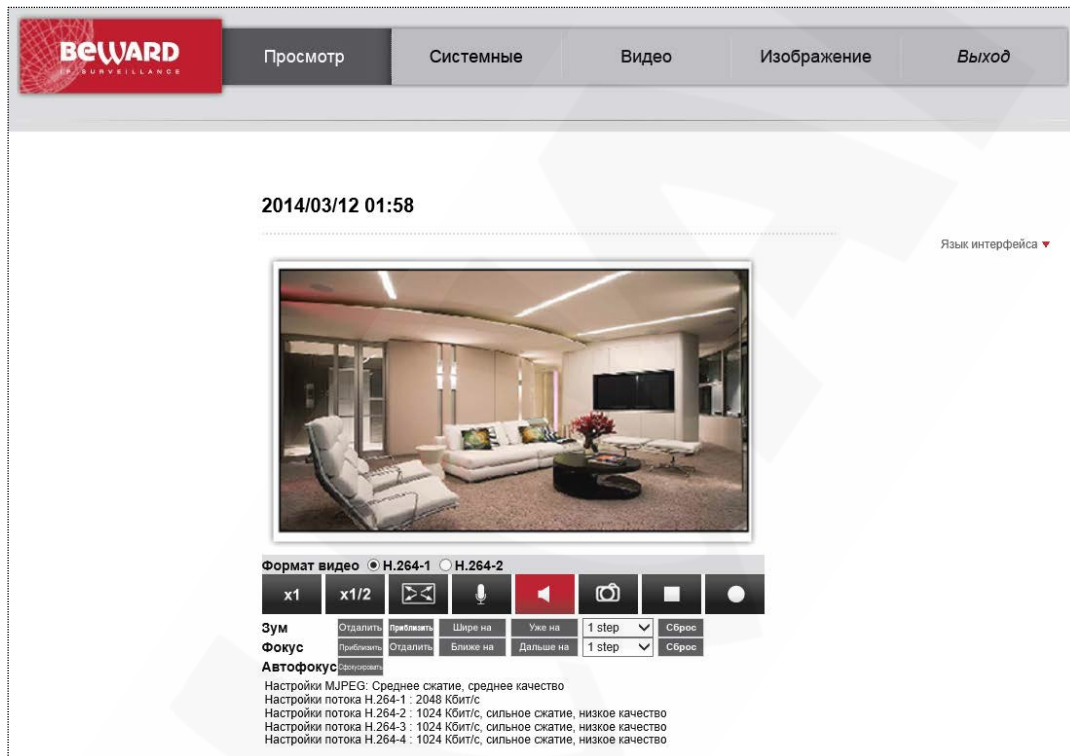 BEWARD
IP SURVEILLANCE
Просмотр Системные Видео Изображение Выход
2014/03/12 01:58
Язык интерфейса
Формат видео H.264-1 H.264-2
x1 x1/2
Зум Отдалить Приблизить Шире на Уже на 1 step Сброс
Фокус Приблизить Отдалить Ближе на Дальше на 1 step Сброс
Автофокус Сфокусировать
Настройки MJPEG: Среднее сжатие, среднее качество
Настройки потока H.264-1 : 2048 Кбит/с
Настройки потока H.264-2 : 1024 Кбит/с, сильное сжатие, низкое качество
Настройки потока H.264-3 : 1024 Кбит/с, сильное сжатие, низкое качество
Настройки потока H.264-4 : 1024 Кбит/с, сильное сжатие, низкое качество